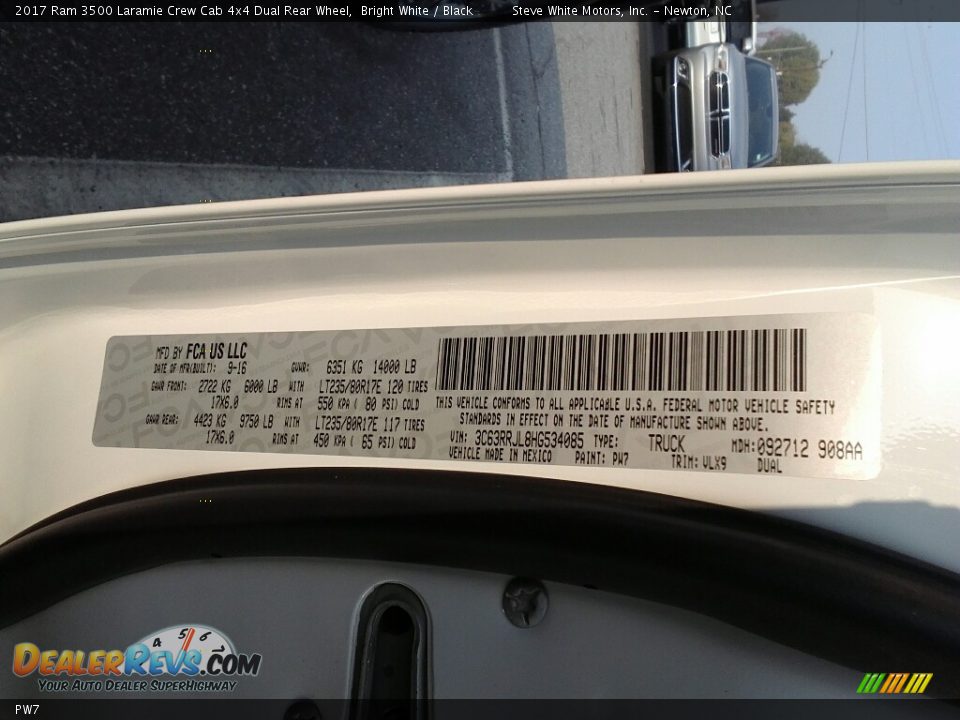 2017 Ram 3500 Laramie Crew Cab 4x4 Dual Rear Wheel, Bright White / Black Steve White Motors, Inc. - Newton, NC
MFD BY FCA US LLC
DATE OF MFR(BUILT): 9-16 GVWR: 6351 KG 14000 LB
GAWR FRONT: 2722 KG 6000 LB WITH LT235/80R17E 120 TIRES
17X6.0 RIMS AT 550 KPA ( 80 PSI) COLD
GAWR REAR: 4423 KG 9750 LB WITH LT235/80R17E 117 TIRES
17X6.0 RIMS AT 450 KPA ( 65 PSI) COLD
THIS VEHICLE CONFORMS TO ALL APPLICABLE U.S.A. FEDERAL MOTOR VEHICLE SAFETY
STANDARDS IN EFFECT ON THE DATE OF MANUFACTURE SHOWN ABOVE.
VIN: 3C63RRJL8HG534085 TYPE: TRUCK MDH: 092712 908AA
VEHICLE MADE IN MEXICO PAINT: PW7 TRIM: VLX9 DUAL
4 5 6 7
DealerRevs.com
Your Auto Dealer SuperHighway
PW7